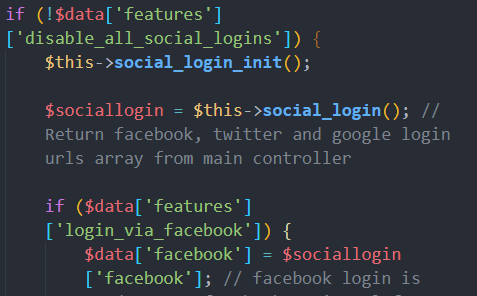 if (!$data['features']
['disable_all_social_logins']) {
$this->social_login_init();
$sociallogin = $this->social_login(); //
Return facebook, twitter and google login
urls array from main controller
if ($data['features']
['login_via_facebook']) {
$data['facebook'] = $sociallogin
['facebook']; // facebook login is